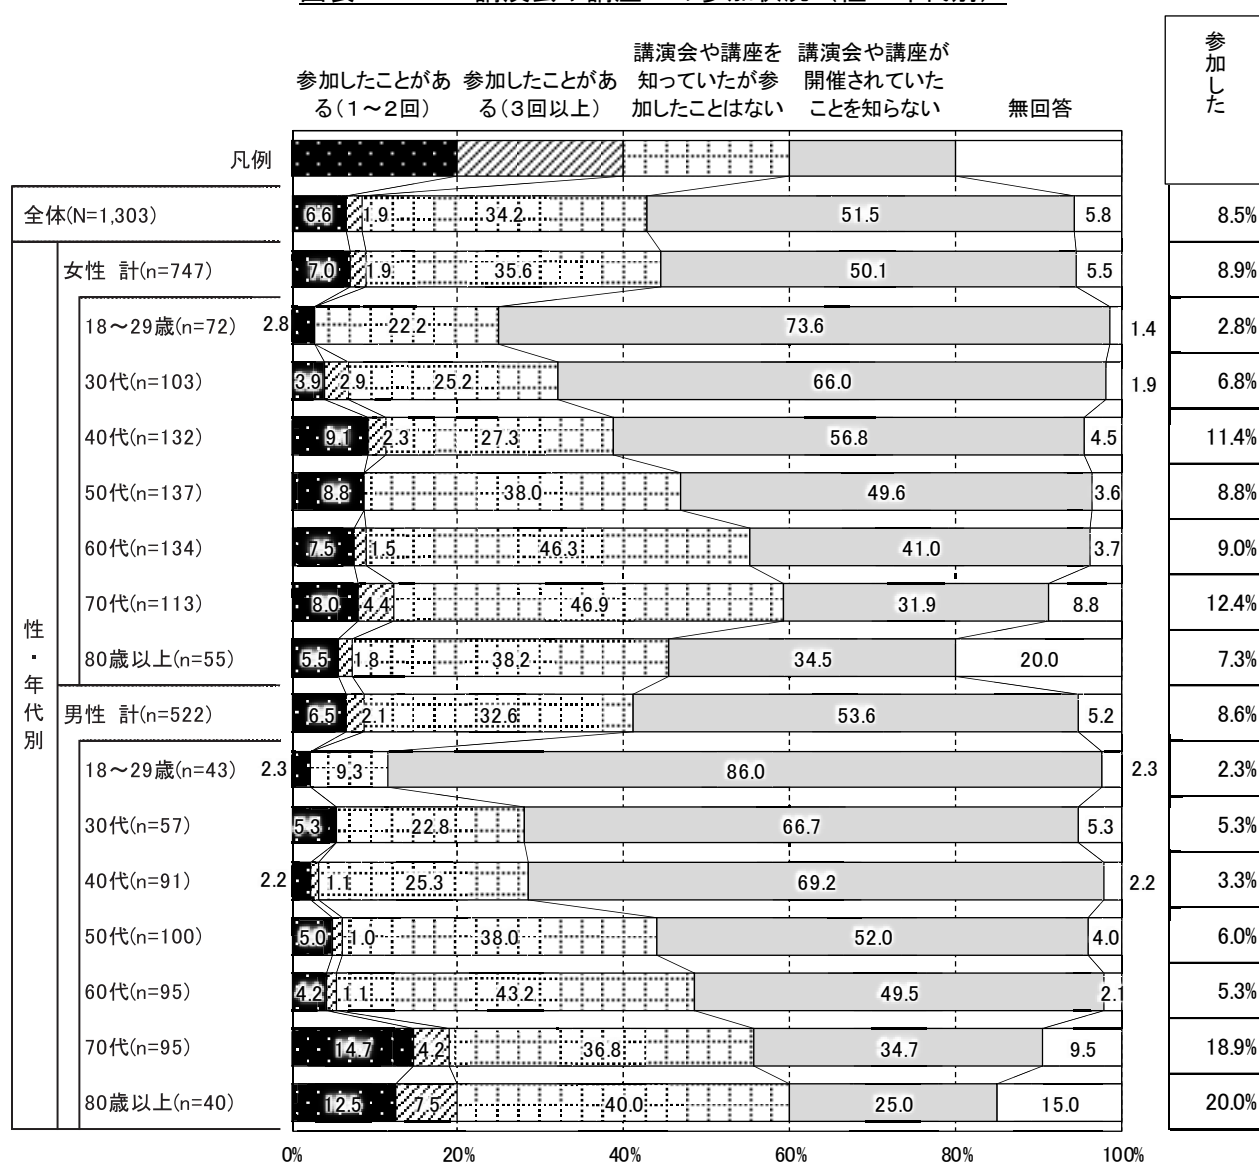 参加した
参加したことがあ
る(1～2回)
参加したことがあ
る(3回以上)
講演会や講座を
知っていたが参
加したことはない
講演会や講座が
開催されていた
ことを知らない
無回答
凡例
全体(N=1,303) 6.6 1.9 34.2 51.5 5.8 8.5%
性・年代別
女性 計(n=747) 7.0 1.9 35.6 50.1 5.5 8.9%
18～29歳(n=72) 2.8 22.2 73.6 1.4 2.8%
30代(n=103) 3.9 2.9 25.2 66.0 1.9 6.8%
40代(n=132) 9.1 2.3 27.3 56.8 4.5 11.4%
50代(n=137) 8.8 38.0 49.6 3.6 8.8%
60代(n=134) 7.5 1.5 46.3 41.0 3.7 9.0%
70代(n=113) 8.0 4.4 46.9 31.9 8.8 12.4%
80歳以上(n=55) 5.5 1.8 38.2 34.5 20.0 7.3%
男性 計(n=522) 6.5 2.1 32.6 53.6 5.2 8.6%
18～29歳(n=43) 2.3 9.3 86.0 2.3 2.3%
30代(n=57) 5.3 22.8 66.7 5.3 5.3%
40代(n=91) 2.2 1.1 25.3 69.2 2.2 3.3%
50代(n=100) 5.0 1.0 38.0 52.0 4.0 6.0%
60代(n=95) 4.2 1.1 43.2 49.5 2.1 5.3%
70代(n=95) 14.7 4.2 36.8 34.7 9.5 18.9%
80歳以上(n=40) 12.5 7.5 40.0 25.0 15.0 20.0%
0% 20% 40% 60% 80% 100%